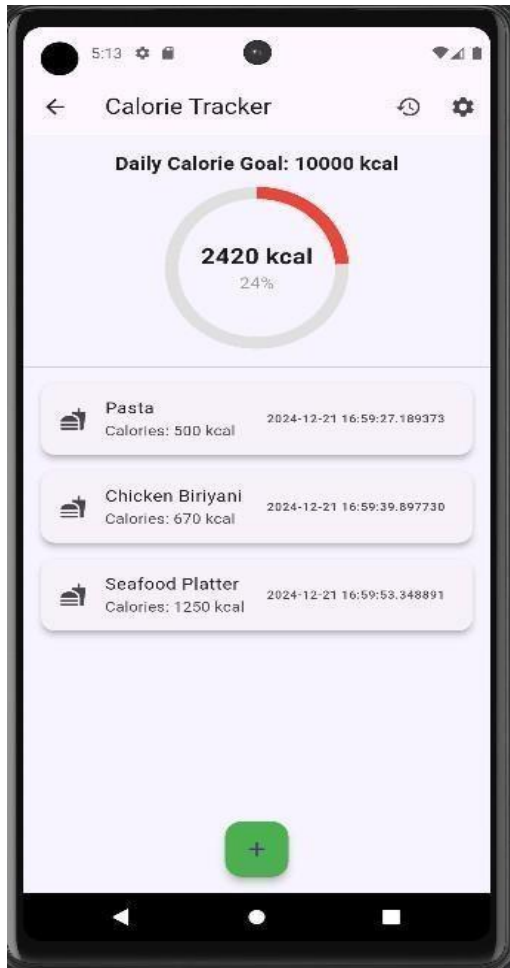 5:13
Calorie Tracker
Daily Calorie Goal: 10000 kcal
2420 kcal
24%
Pasta
Calories: 500 kcal
2024-12-21 16:59:27.189373
Chicken Biriyani
Calories: 670 kcal
2024-12-21 16:59:39.897730
Seafood Platter
Calories: 1250 kcal
2024-12-21 16:59:53.348891
+